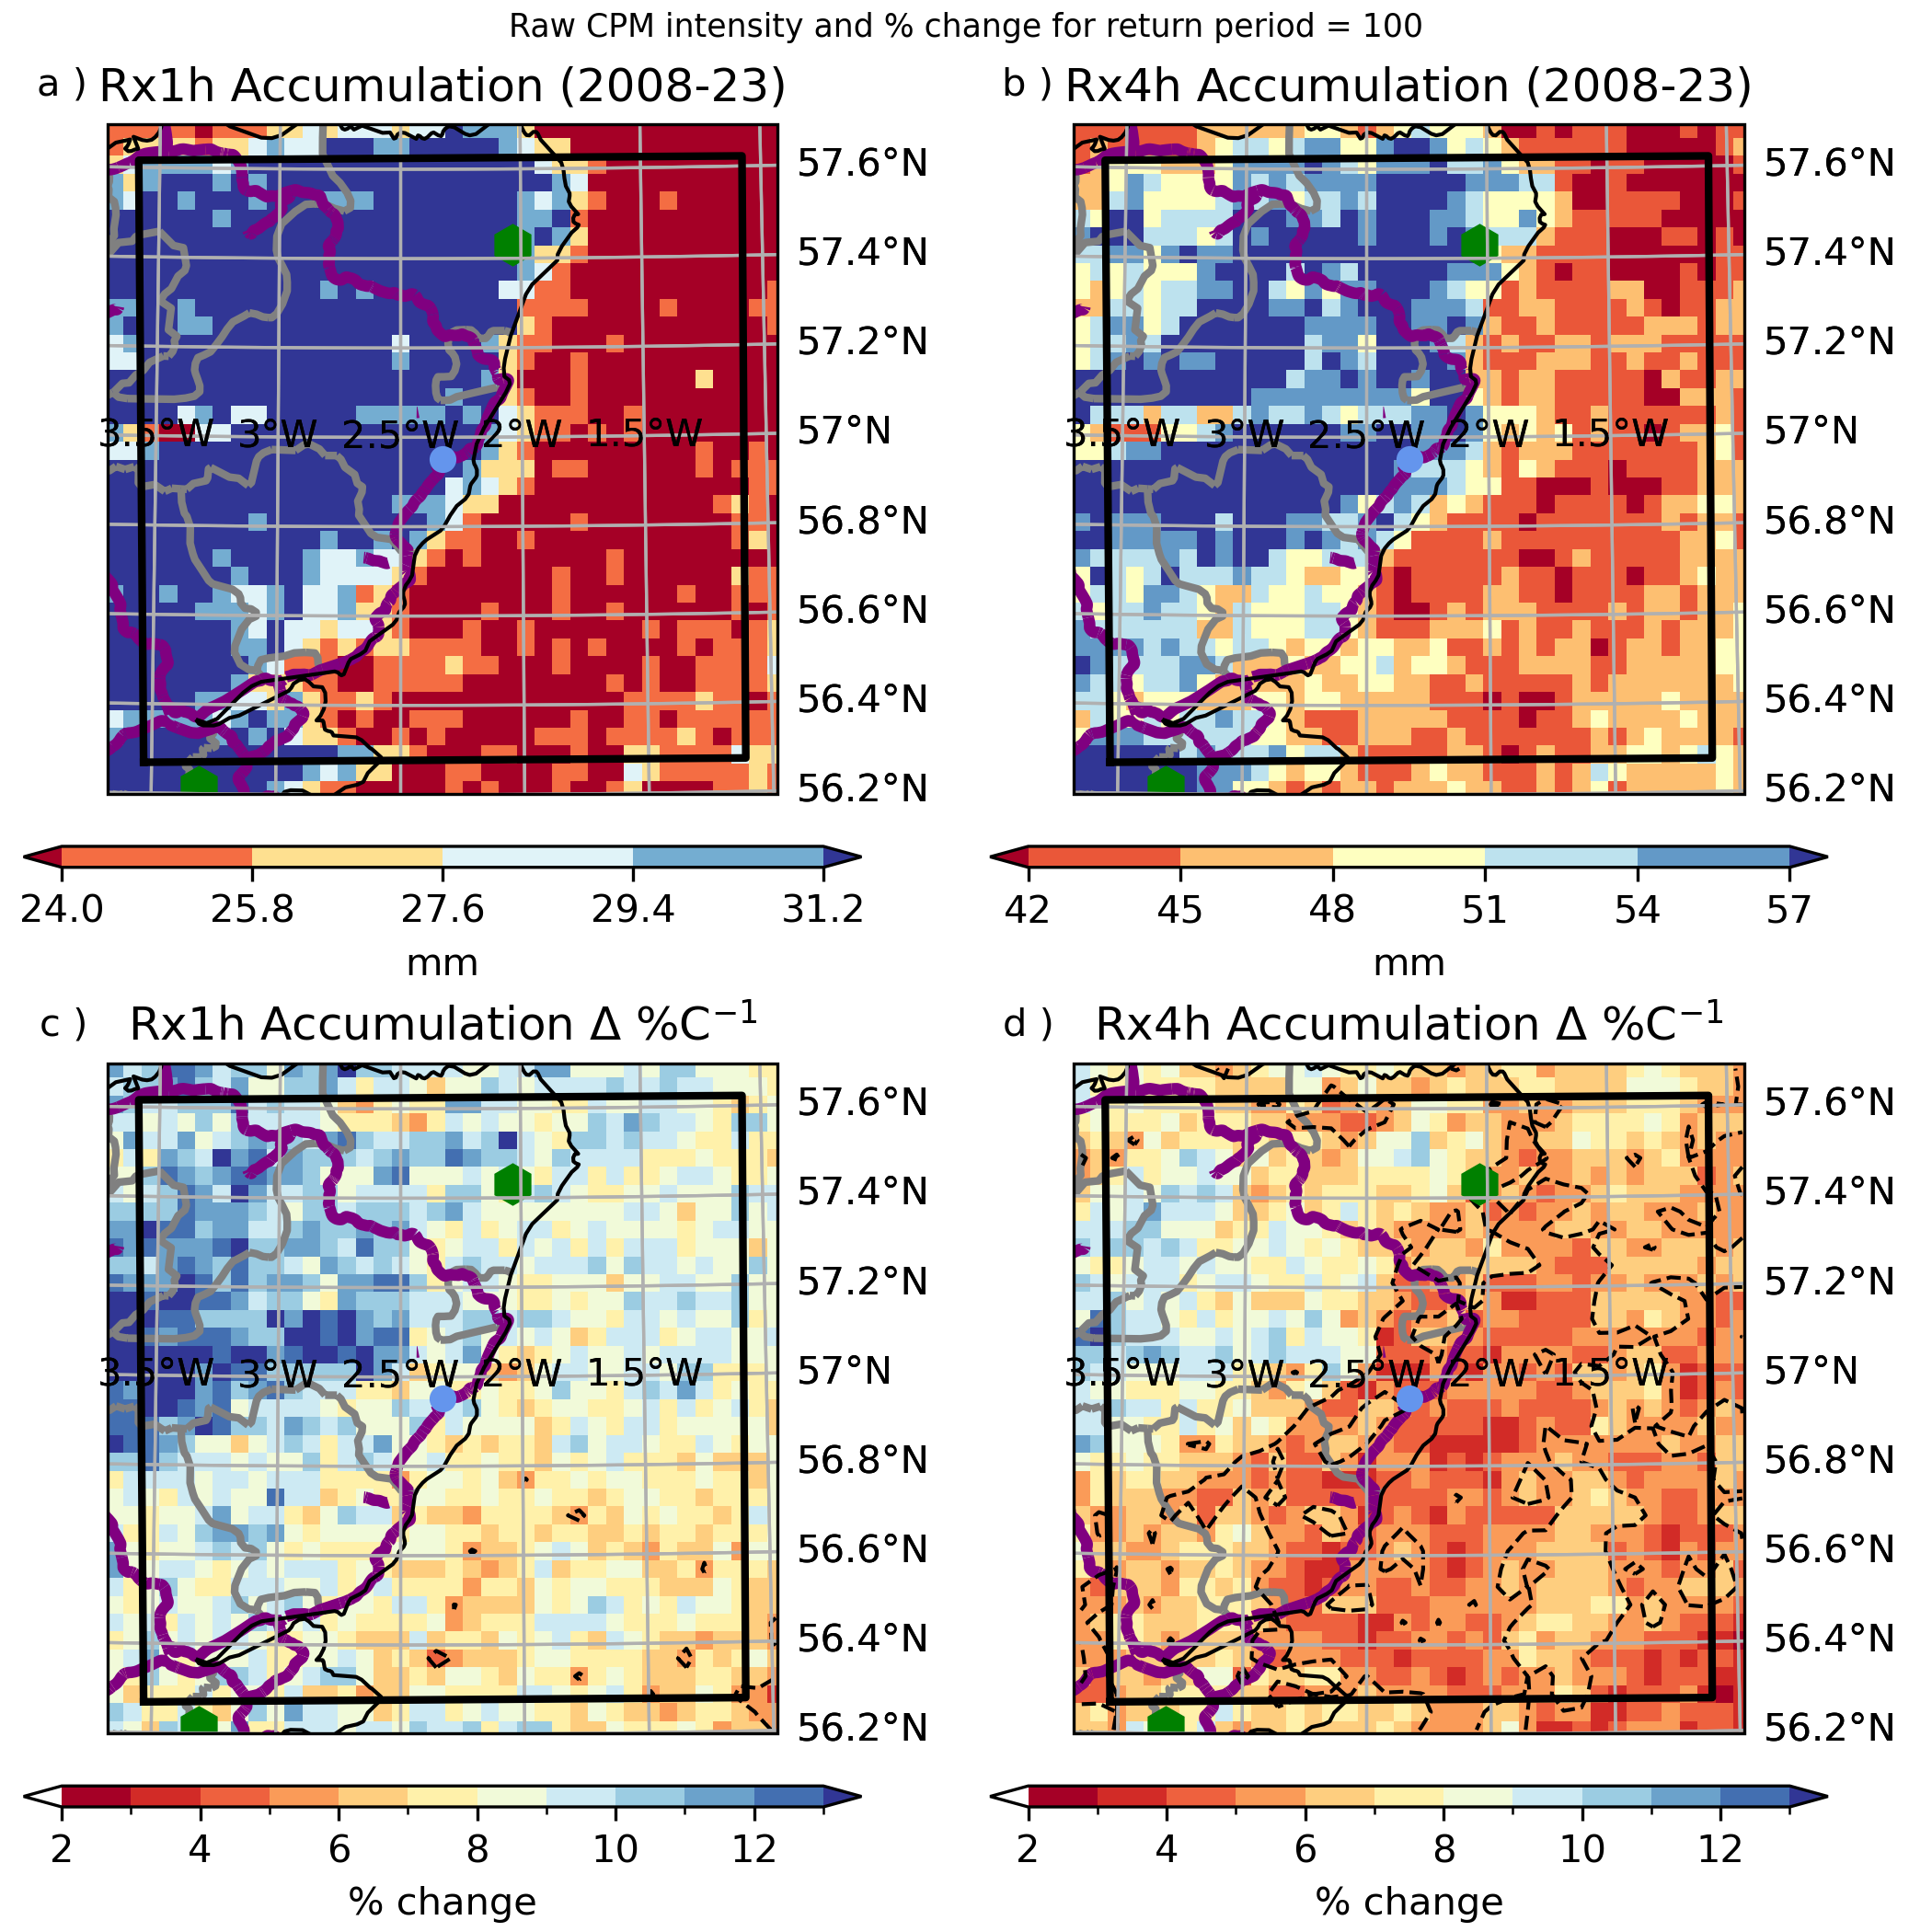 Raw CPM intensity and % change for return period = 100
a ) Rx1h Accumulation (2008-23)
57.6°N
57.4°N
57.2°N
57°N
3.5°W 3°W 2.5°W 2°W 1.5°W
56.8°N
56.6°N
56.4°N
56.2°N
24.0 25.8 27.6 29.4 31.2
mm
b ) Rx4h Accumulation (2008-23)
57.6°N
57.4°N
57.2°N
57°N
3.5°W 3°W 2.5°W 2°W 1.5°W
56.8°N
56.6°N
56.4°N
56.2°N
42 45 48 51 54 57
mm
c ) Rx1h Accumulation Δ %C⁻¹
57.6°N
57.4°N
57.2°N
57°N
3.5°W 3°W 2.5°W 2°W 1.5°W
56.8°N
56.6°N
56.4°N
56.2°N
2 4 6 8 10 12
% change
d ) Rx4h Accumulation Δ %C⁻¹
57.6°N
57.4°N
57.2°N
57°N
3.5°W 3°W 2.5°W 2°W 1.5°W
56.8°N
56.6°N
56.4°N
56.2°N
2 4 6 8 10 12
% change